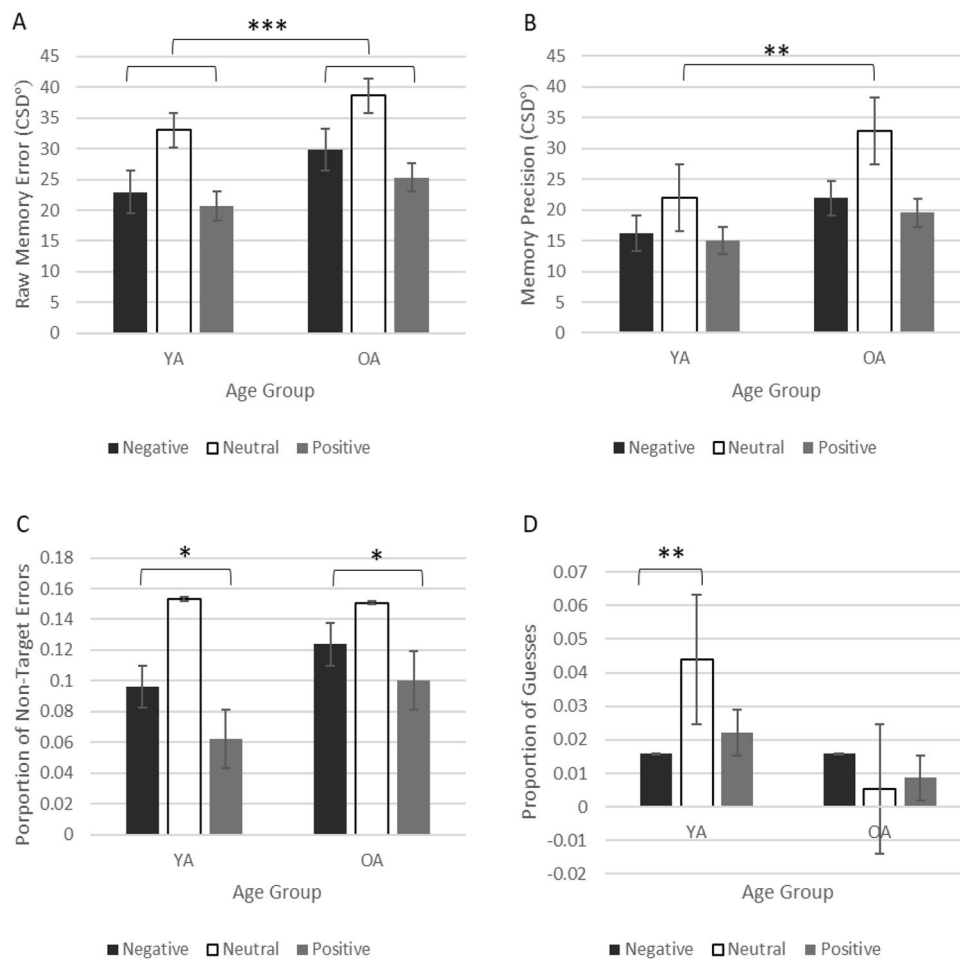 A
***
Raw Memory Error (CSD°)
45
40
35
30
25
20
15
10
5
0
YA OA
Age Group
Negative Neutral Positive
B
**
Memory Precision (CSD°)
45
40
35
30
25
20
15
10
5
0
YA OA
Age Group
Negative Neutral Positive
C
* *
Porportion of Non-Target Errors
0.18
0.16
0.14
0.12
0.1
0.08
0.06
0.04
0.02
0
YA OA
Age Group
Negative Neutral Positive
D
**
Proportion of Guesses
0.07
0.06
0.05
0.04
0.03
0.02
0.01
0
-0.01
-0.02
YA OA
Age Group
Negative Neutral Positive